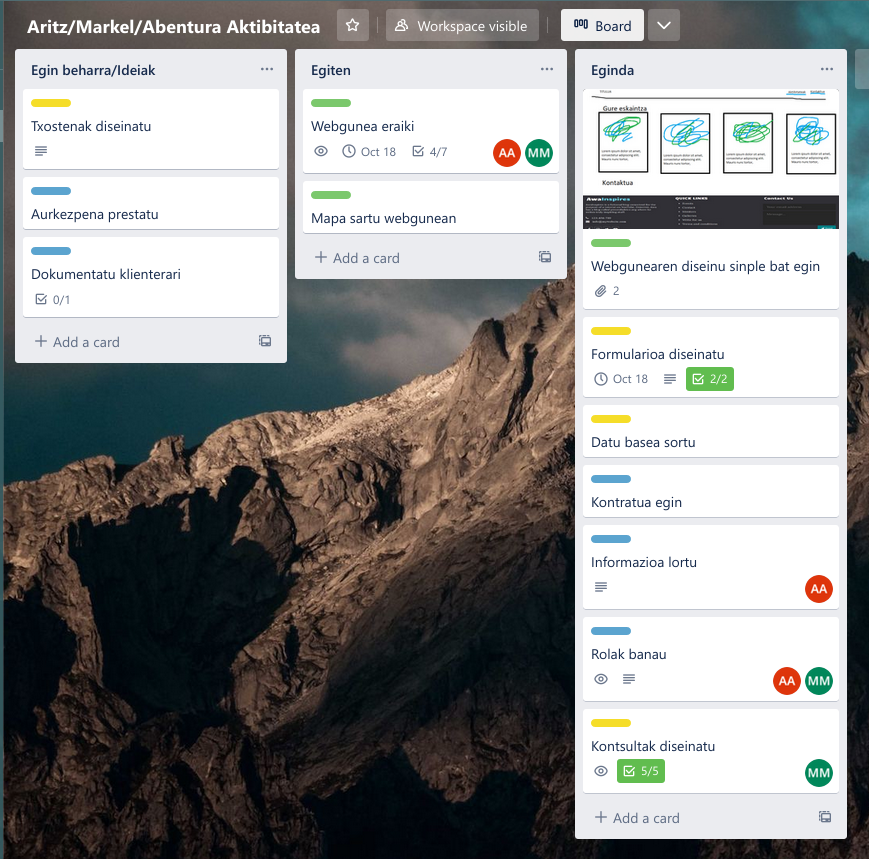 Aritz/Markel/Abentura Aktibitatea
Workspace visible
Board
Egin beharra/Ideiak
Txostenak diseinatu
Aurkezpena prestatu
Dokumentatu klienterari
0/1
+ Add a card
Egiten
Webgunea eraiki
Oct 18
4/7
AA
MM
Mapa sartu webgunean
+ Add a card
Eginda
Gure eskaintza
Kontaktua
AwaInspires
QUICK LINKS
Contact Us
Webgunearen diseinu sinple bat egin
2
Formularioa diseinatu
Oct 18
2/2
Datu basea sortu
Kontratua egin
Informazioa lortu
AA
Rolak banau
AA
MM
Kontsultak diseinatu
5/5
MM
+ Add a card